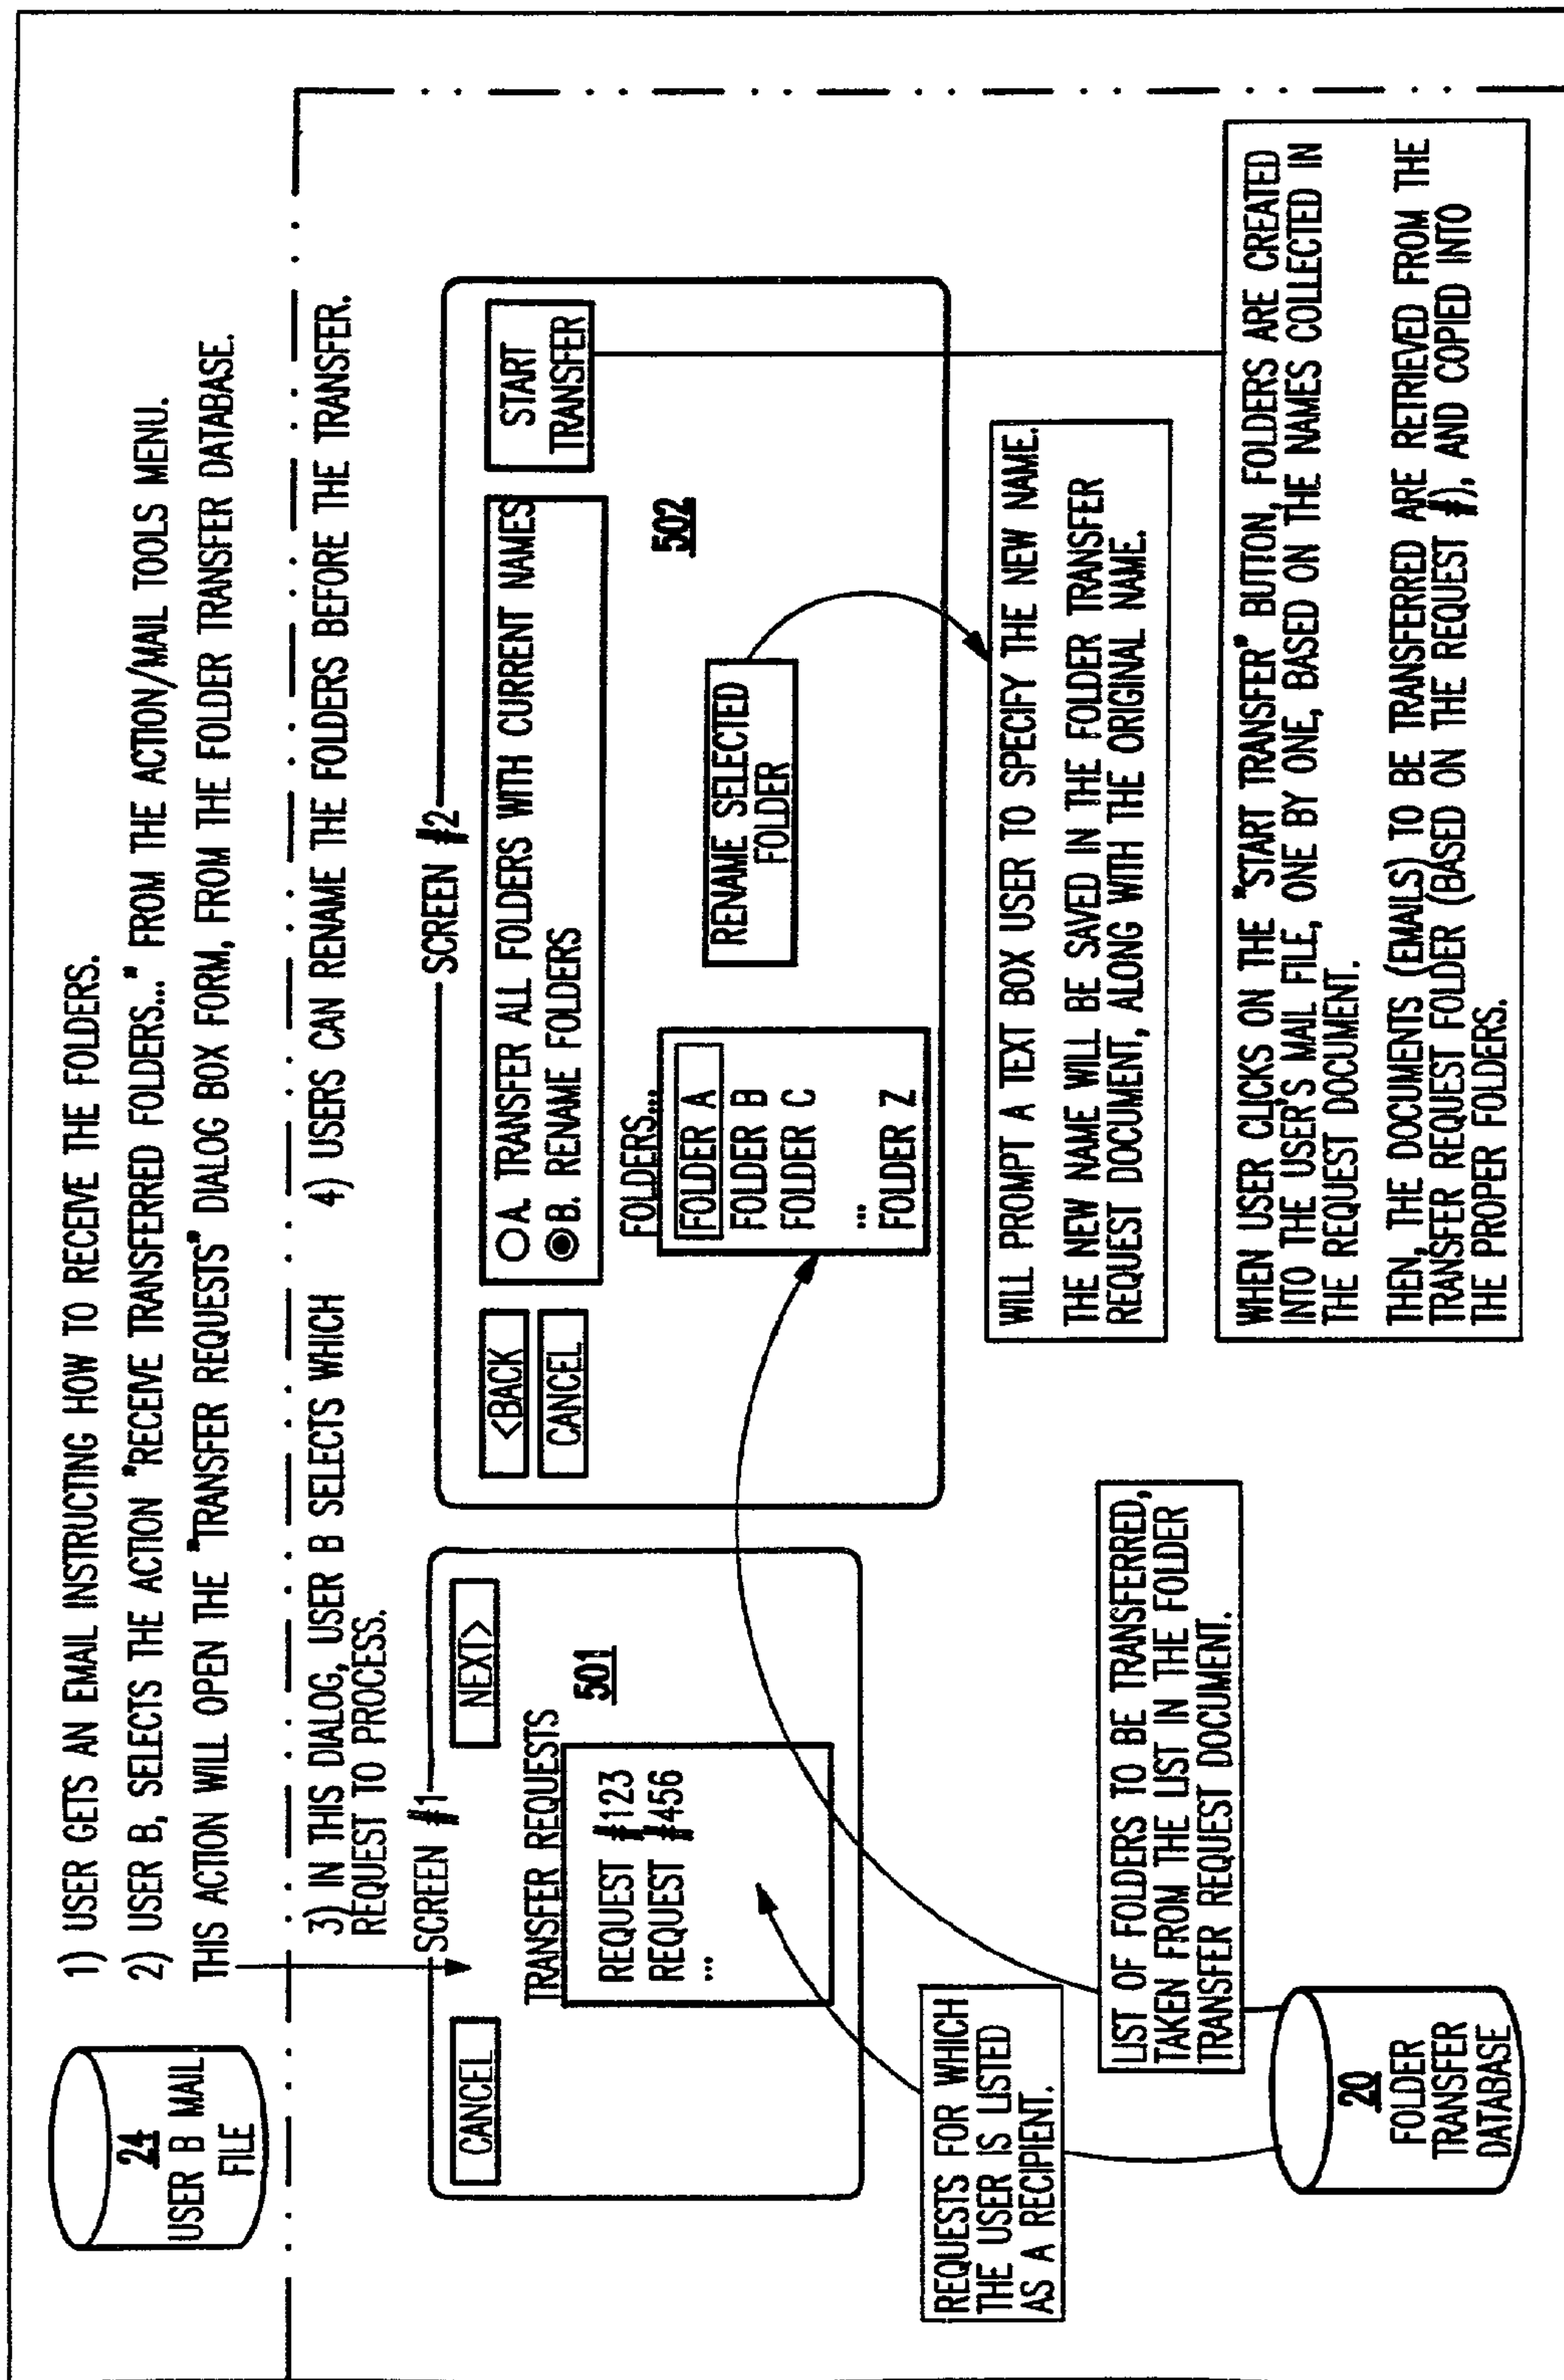 24
USER B MAIL
FILE
1) USER GETS AN EMAIL INSTRUCTING HOW TO RECEIVE THE FOLDERS.
2) USER B, SELECTS THE ACTION "RECEIVE TRANSFERRED FOLDERS..." FROM THE ACTION/MAIL TOOLS MENU.
THIS ACTION WILL OPEN THE "TRANSFER REQUESTS" DIALOG BOX FORM, FROM THE FOLDER TRANSFER DATABASE.
3) IN THIS DIALOG, USER B SELECTS WHICH
REQUEST TO PROCESS.
4) USERS CAN RENAME THE FOLDERS BEFORE THE TRANSFER.
SCREEN #1
CANCEL
NEXT>
TRANSFER REQUESTS
501
REQUEST #123
REQUEST #456
...
SCREEN #2
<BACK
CANCEL
A. TRANSFER ALL FOLDERS WITH CURRENT NAMES
B. RENAME FOLDERS
START
TRANSFER
FOLDERS...
FOLDER A
FOLDER B
FOLDER C
...
FOLDER Z
RENAME SELECTED
FOLDER
502
REQUESTS FOR WHICH
THE USER IS LISTED
AS A RECIPIENT.
LIST OF FOLDERS TO BE TRANSFERRED,
TAKEN FROM THE LIST IN THE FOLDER
TRANSFER REQUEST DOCUMENT.
20
FOLDER
TRANSFER
DATABASE
WILL PROMPT A TEXT BOX USER TO SPECIFY THE NEW NAME.
THE NEW NAME WILL BE SAVED IN THE FOLDER TRANSFER
REQUEST DOCUMENT, ALONG WITH THE ORIGINAL NAME.
WHEN USER CLICKS ON THE "START TRANSFER" BUTTON, FOLDERS ARE CREATED
INTO THE USER'S MAIL FILE, ONE BY ONE, BASED ON THE NAMES COLLECTED IN
THE REQUEST DOCUMENT.
THEN, THE DOCUMENTS (EMAILS) TO BE TRANSFERRED ARE RETRIEVED FROM THE
TRANSFER REQUEST FOLDER (BASED ON THE REQUEST #), AND COPIED INTO
THE PROPER FOLDERS.